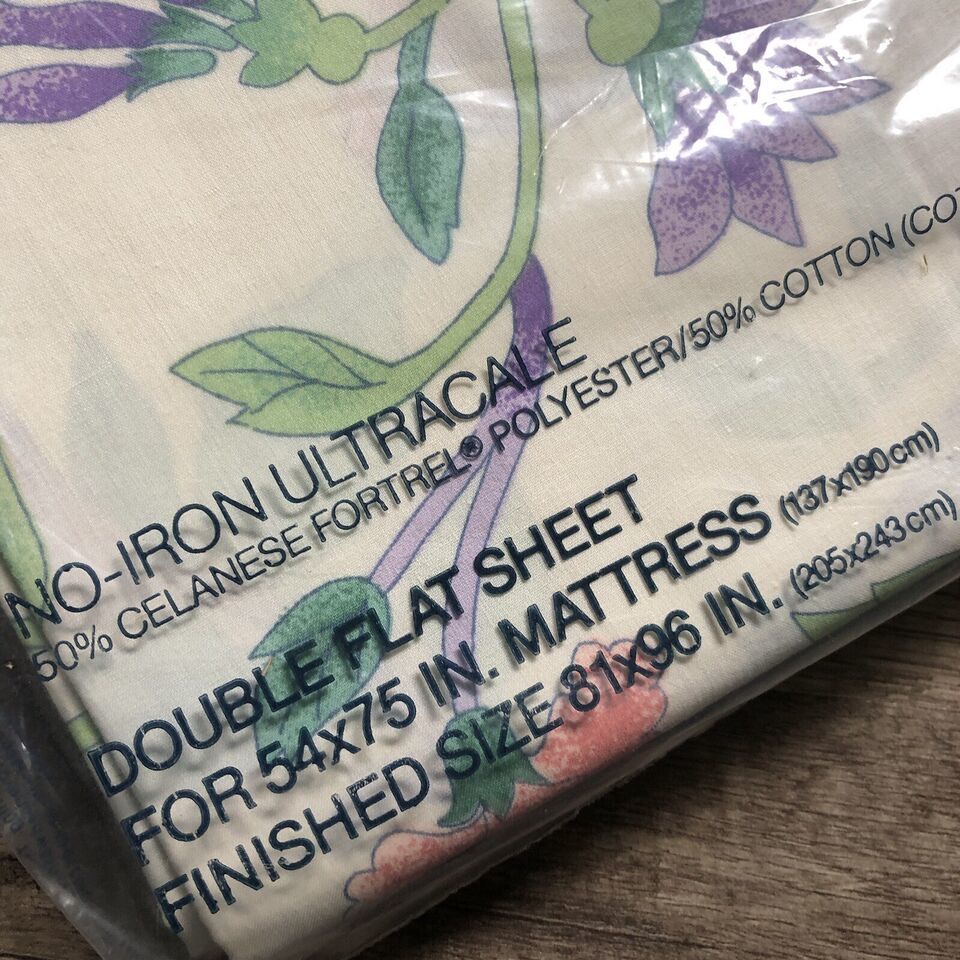 NO-IRON ULTRACALE
50% CELANESE FORTREL® POLYESTER/50% COTTON (COT
DOUBLE FLAT SHEET
FOR 54x75 IN. MATTRESS (137x190cm)
FINISHED SIZE 81x96 IN. (205x243cm)